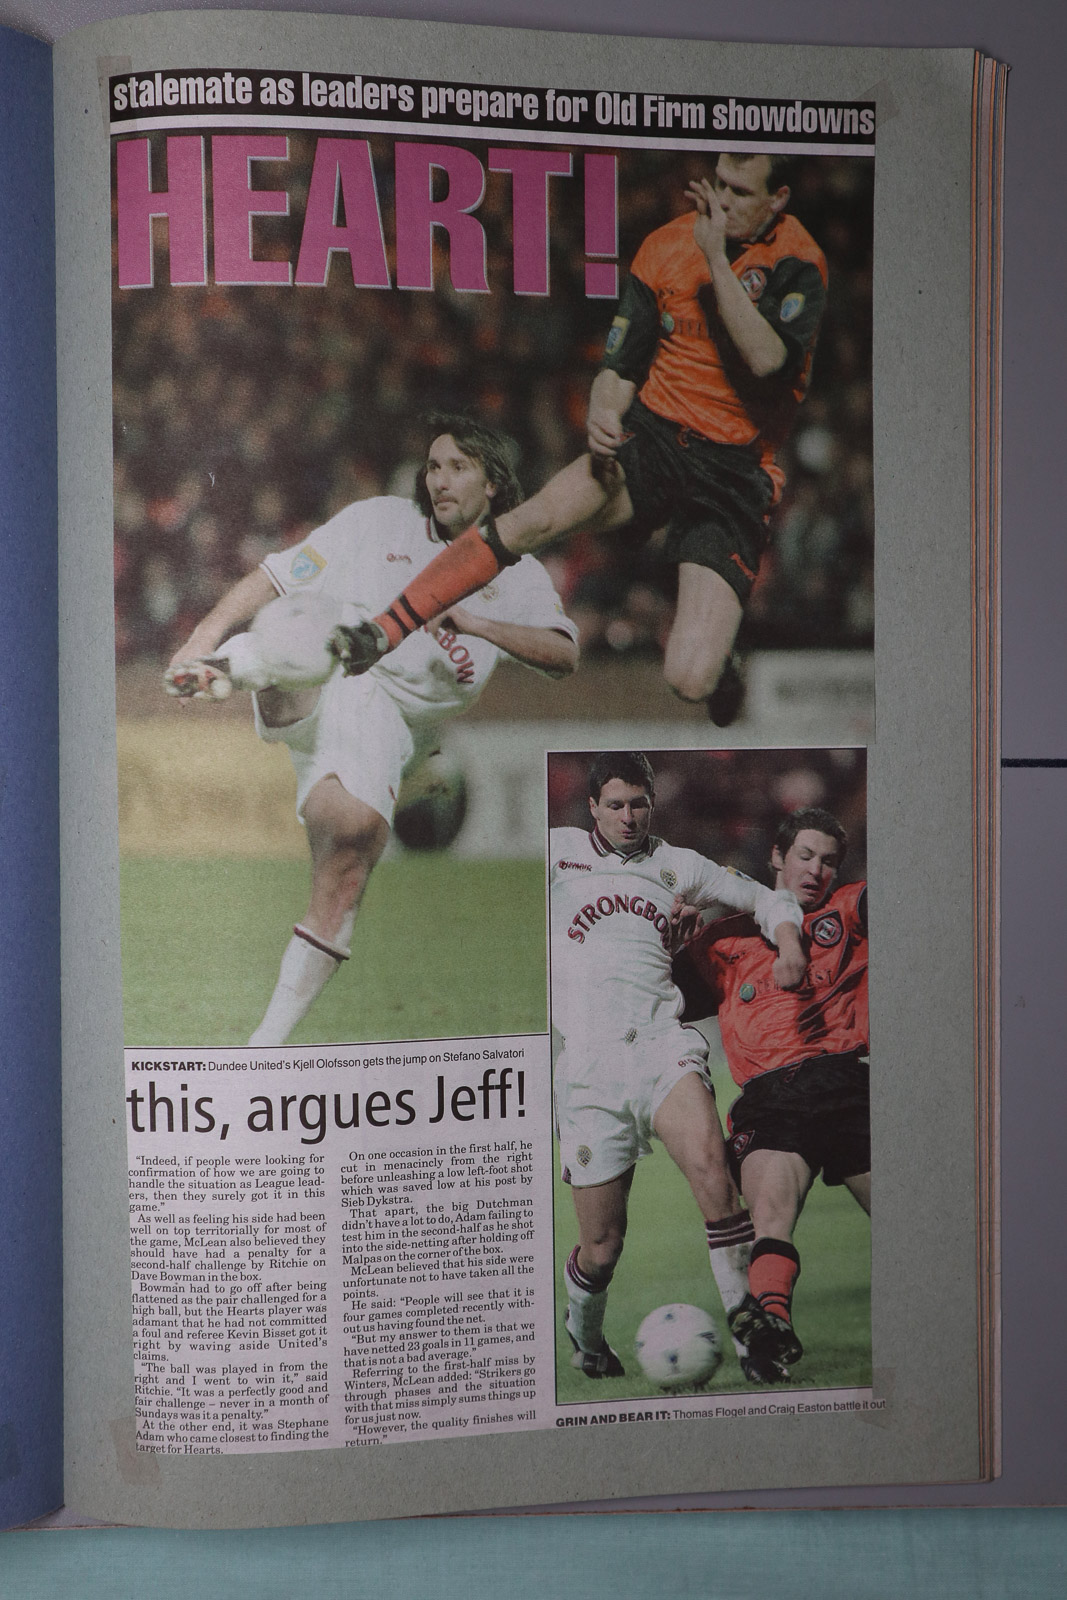 stalemate as leaders prepare for Old Firm showdowns
HEART!
BOW
OLYMPIC
STRONGBO
KICKSTART: Dundee United's Kjell Olofsson gets the jump on Stefano Salvatori
this, argues Jeff!
"Indeed, if people were looking for
confirmation of how we are going to
handle the situation as League lead-
ers, then they surely got it in this
game."
As well as feeling his side had been
well on top territorially for most of
the game, McLean also believed they
should have had a penalty for a
second-half challenge by Ritchie on
Dave Bowman in the box.
Bowman had to go off after being
flattened as the pair challenged for a
high ball, but the Hearts player was
adamant that he had not committed
a foul and referee Kevin Bisset got it
right by waving aside United's
claims.
"The ball was played in from the
right and I went to win it," said
Ritchie. "It was a perfectly good and
fair challenge – never in a month of
Sundays was it a penalty."
At the other end, it was Stephane
Adam who came closest to finding the
target for Hearts.
On one occasion in the first half, he
cut in menacincly from the right
before unleashing a low left-foot shot
which was saved low at his post by
Sieb Dykstra.
That apart, the big Dutchman
didn't have a lot to do, Adam failing to
test him in the second-half as he shot
into the side-netting after holding off
Malpas on the corner of the box.
McLean believed that his side were
unfortunate not to have taken all the
points.
He said: "People will see that it is
four games completed recently with-
out us having found the net.
"But my answer to them is that we
have netted 23 goals in 11 games, and
that is not a bad average."
Referring to the first-half miss by
Winters, McLean added: "Strikers go
through phases and the situation
with that miss simply sums things up
for us just now.
"However, the quality finishes will
return."
GRIN AND BEAR IT: Thomas Flogel and Craig Easton battle it out